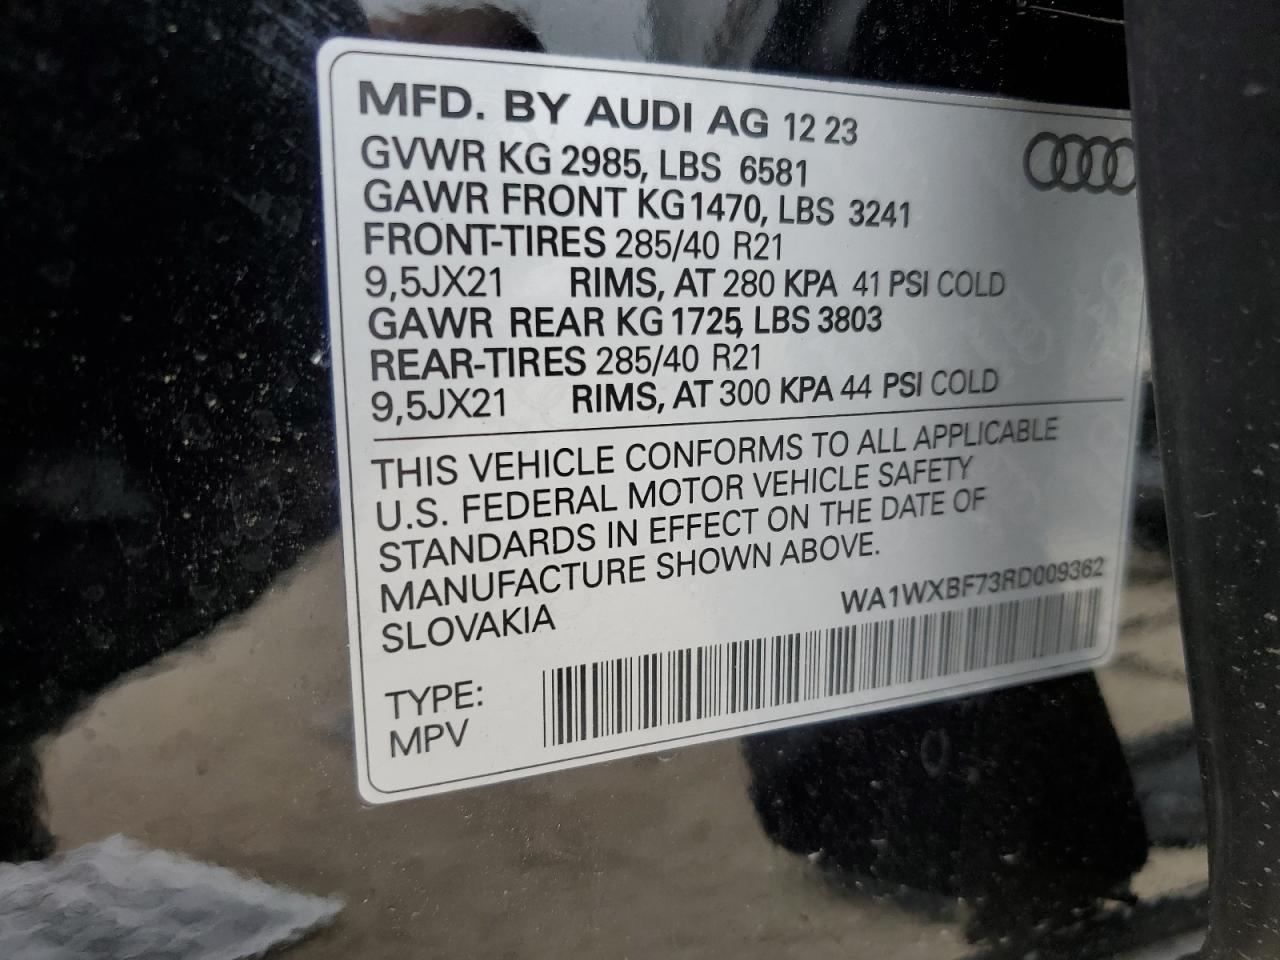 MFD. BY AUDI AG 12 23
GVWR KG 2985, LBS 6581
GAWR FRONT KG 1470, LBS 3241
FRONT-TIRES 285/40 R21
9,5JX21 RIMS, AT 280 KPA 41 PSI COLD
GAWR REAR KG 1725, LBS 3803
REAR-TIRES 285/40 R21
9,5JX21 RIMS, AT 300 KPA 44 PSI COLD
THIS VEHICLE CONFORMS TO ALL APPLICABLE
U.S. FEDERAL MOTOR VEHICLE SAFETY
STANDARDS IN EFFECT ON THE DATE OF
MANUFACTURE SHOWN ABOVE.
SLOVAKIA
WA1WXBF73RD009362
TYPE:
MPV